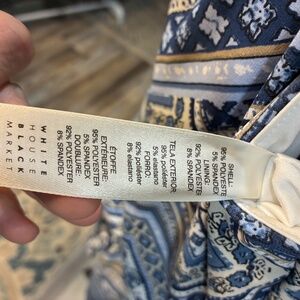 WHITE
HOUSE
BLACK
MARKET
SHELL:
95% POLYESTER
5% SPANDEX
LINING:
92% POLYESTER
8% SPANDEX
TELA EXTERIOR:
95% poliéster
5% elastano
FORRO:
92% poliéster
8% elastano
ÉTOFFE
EXTÉRIEURE:
95% POLYESTER
5% SPANDEX
DOUBLURE:
92% POLYESTER
8% SPANDEX